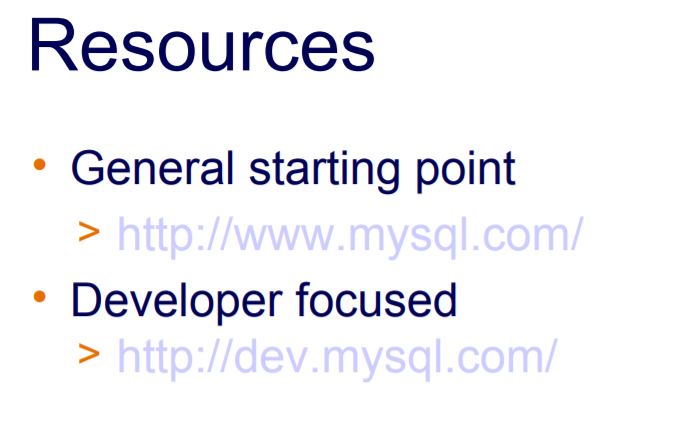 Resources
• General starting point
> http://www.mysql.com/
• Developer focused
> http://dev.mysql.com/